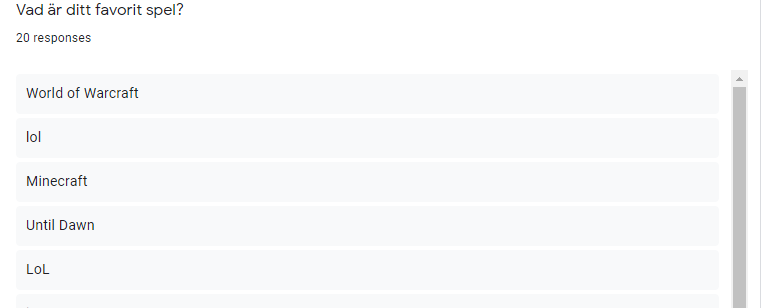 Vad är ditt favorit spel?
20 responses
World of Warcraft
lol
Minecraft
Until Dawn
LoL